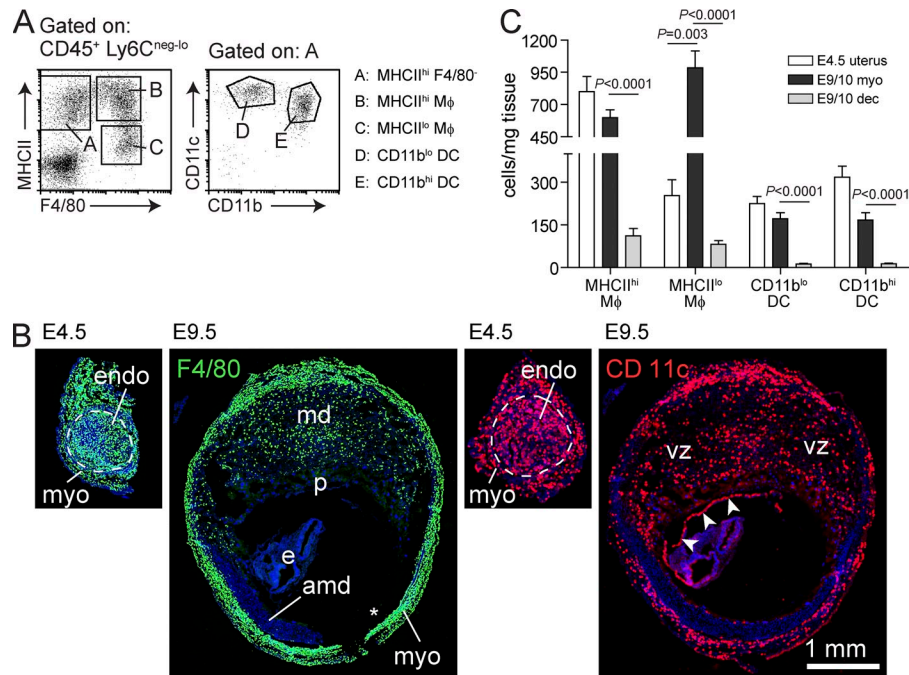 A
Gated on:
CD45⁺ Ly6Cⁿᵉᵍ⁻ˡᵒ
Gated on: A
MHCII
F4/80
A
B
C
CD11c
CD11b
D
E
A: MHCIIʰⁱ F4/80⁻
B: MHCIIʰⁱ Mϕ
C: MHCIIˡᵒ Mϕ
D: CD11bˡᵒ DC
E: CD11bʰⁱ DC
C
cells/mg tissue
1200
950
700
450
300
150
0
P<0.0001
P=0.003
P<0.0001
P<0.0001
P<0.0001
E4.5 uterus
E9/10 myo
E9/10 dec
MHCIIʰⁱ
Mϕ
MHCIIˡᵒ
Mϕ
CD11bˡᵒ
DC
CD11bʰⁱ
DC
B
E4.5
endo
myo
E9.5
F4/80
md
p
e
amd
*
myo
E4.5
endo
myo
E9.5
CD 11c
vz
vz
1 mm